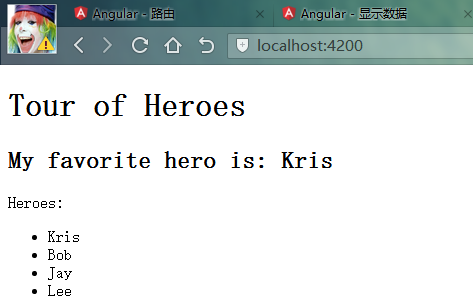 Angular - 路由
Angular - 显示数据
localhost:4200
Tour of Heroes
My favorite hero is: Kris
Heroes:
Kris
Bob
Jay
Lee